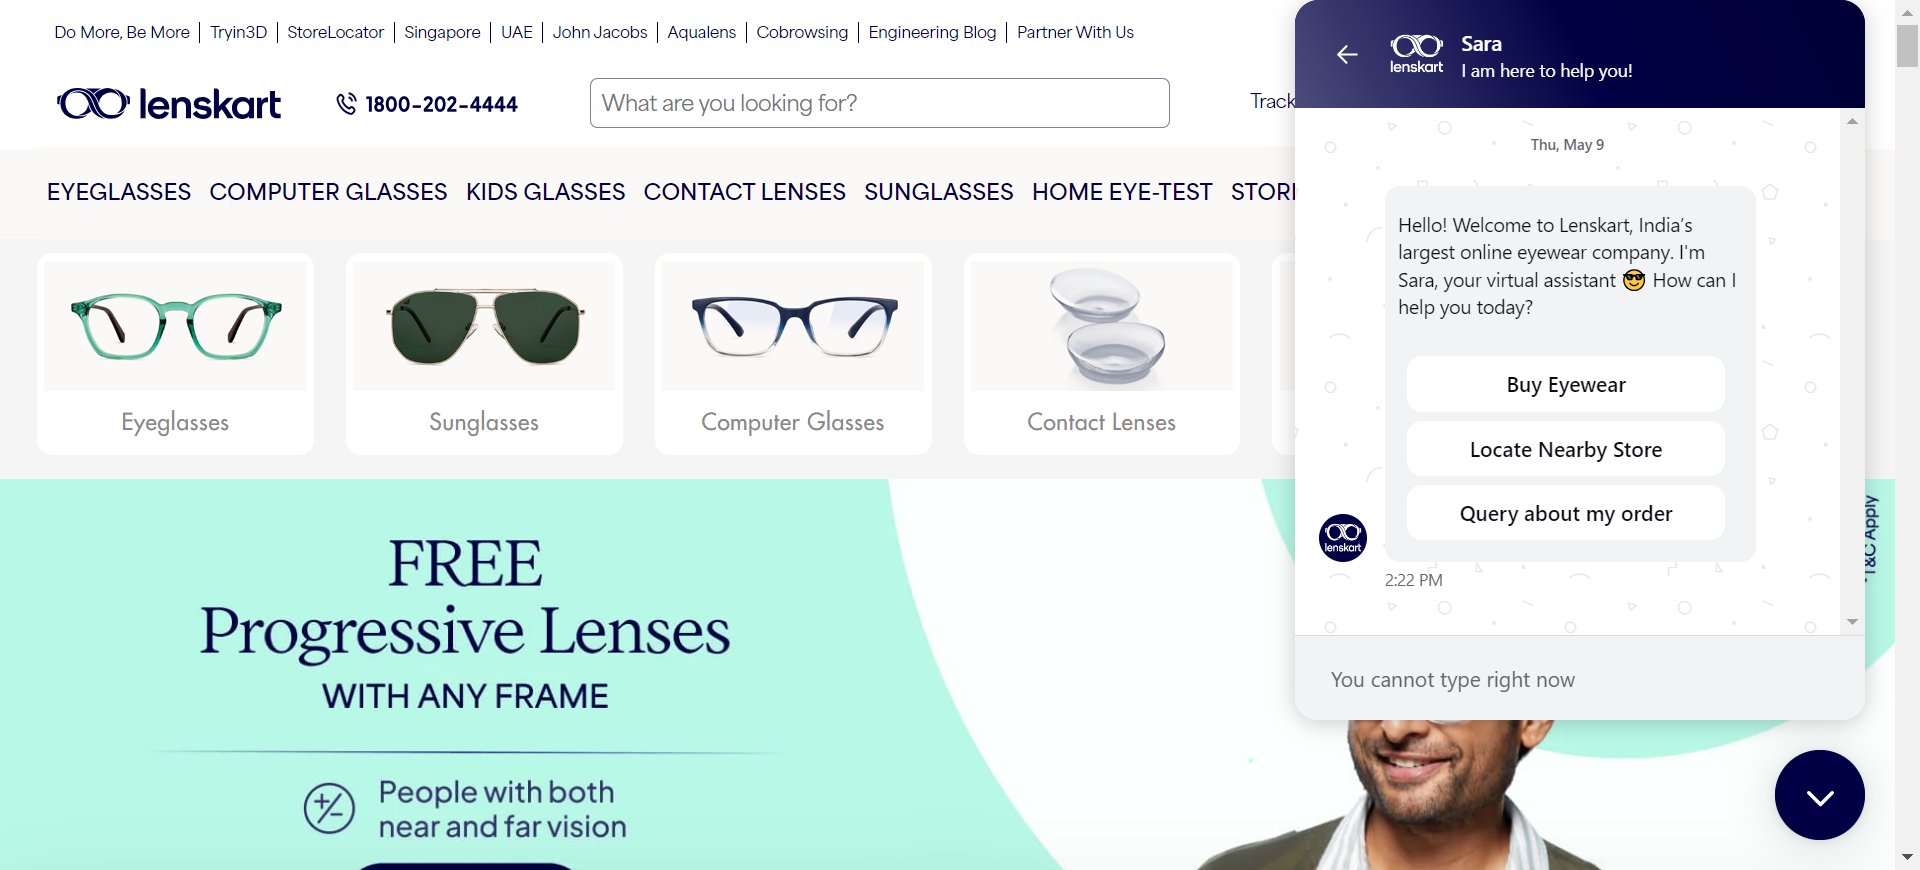 Do More, Be More
Tryin3D
StoreLocator
Singapore
UAE
John Jacobs
Aqualens
Cobrowsing
Engineering Blog
Partner With Us
lenskart
1800-202-4444
What are you looking for?
Track
EYEGLASSES
COMPUTER GLASSES
KIDS GLASSES
CONTACT LENSES
SUNGLASSES
HOME EYE-TEST
Eyeglasses
Sunglasses
Computer Glasses
Contact Lenses
FREE
Progressive Lenses
WITH ANY FRAME
People with both
near and far vision
T&C Apply
lenskart
Sara
I am here to help you!
Thu, May 9
Hello! Welcome to Lenskart, India’s
largest online eyewear company. I'm
Sara, your virtual assistant 😎 How can I
help you today?
Buy Eyewear
Locate Nearby Store
Query about my order
lenskart
2:22 PM
You cannot type right now